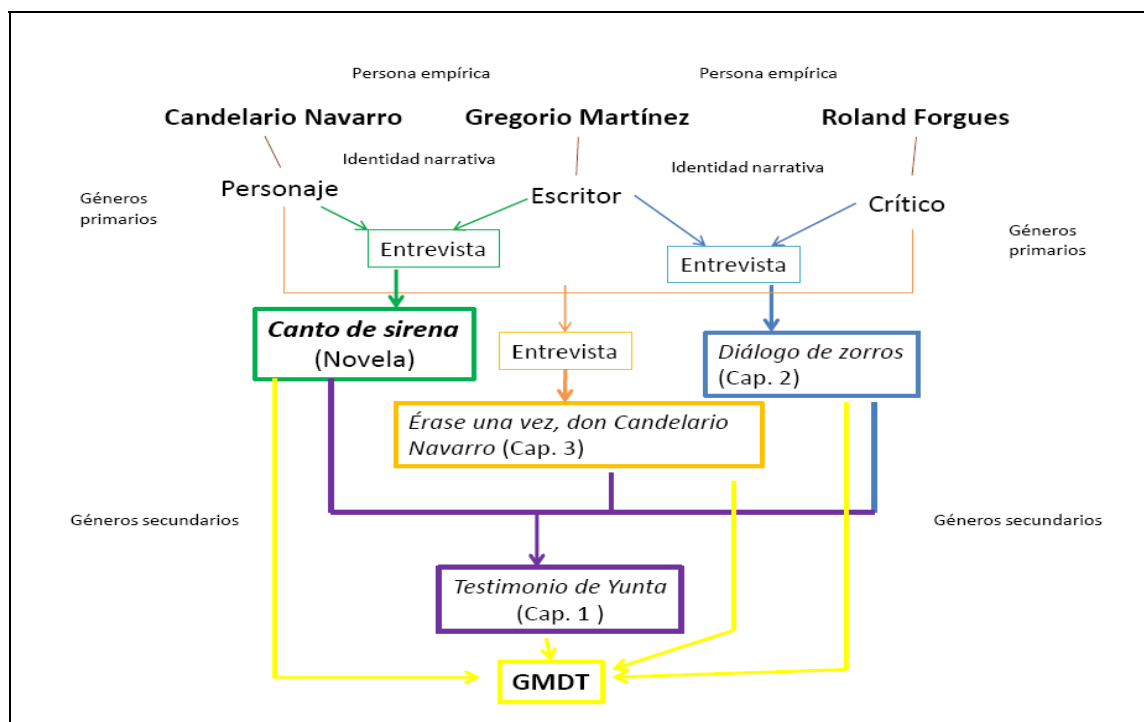 Persona empírica
Persona empírica
Candelario Navarro
Gregorio Martínez
Roland Forgues
Identidad narrativa
Identidad narrativa
Personaje
Escritor
Crítico
Géneros
primarios
Géneros
primarios
Entrevista
Entrevista
Canto de sirena
(Novela)
Entrevista
Diálogo de zorros
(Cap. 2)
Érase una vez, don Candelario
Navarro (Cap. 3)
Géneros secundarios
Géneros secundarios
Testimonio de Yunta
(Cap. 1 )
GMDT